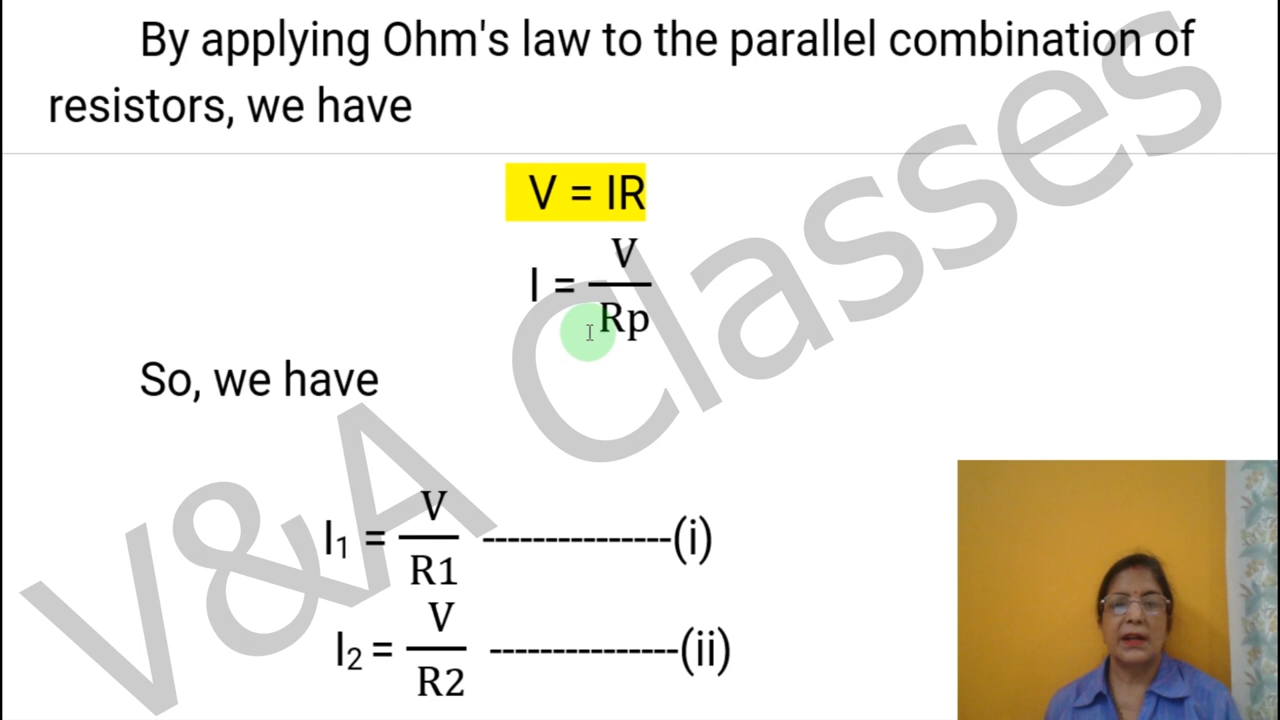 By applying Ohm's law to the parallel combination of
resistors, we have
V = IR
I = V/Rp
So, we have
I₁ = V/R1 ---------------(i)
I₂ = V/R2 ---------------(ii)
V&A Classes